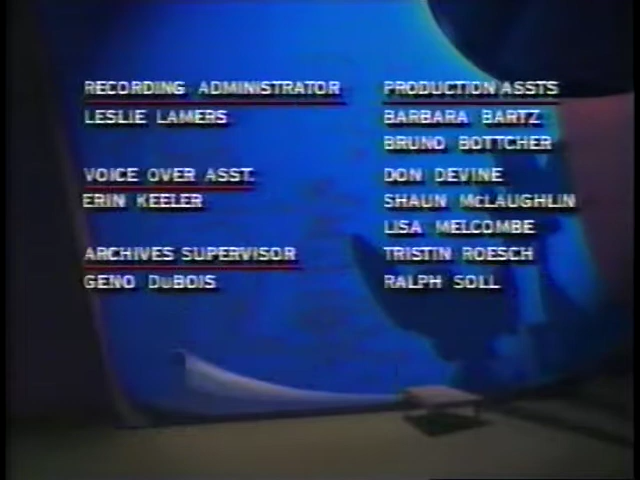 RECORDING ADMINISTRATOR
LESLIE LAMERS
VOICE OVER ASST.
ERIN KEELER
ARCHIVES SUPERVISOR
GENO DuBOIS
PRODUCTION ASSTS
BARBARA BARTZ
BRUNO BOTTCHER
DON DEVINE
SHAUN McLAUGHLIN
LISA MELCOMBE
TRISTIN ROESCH
RALPH SOLL